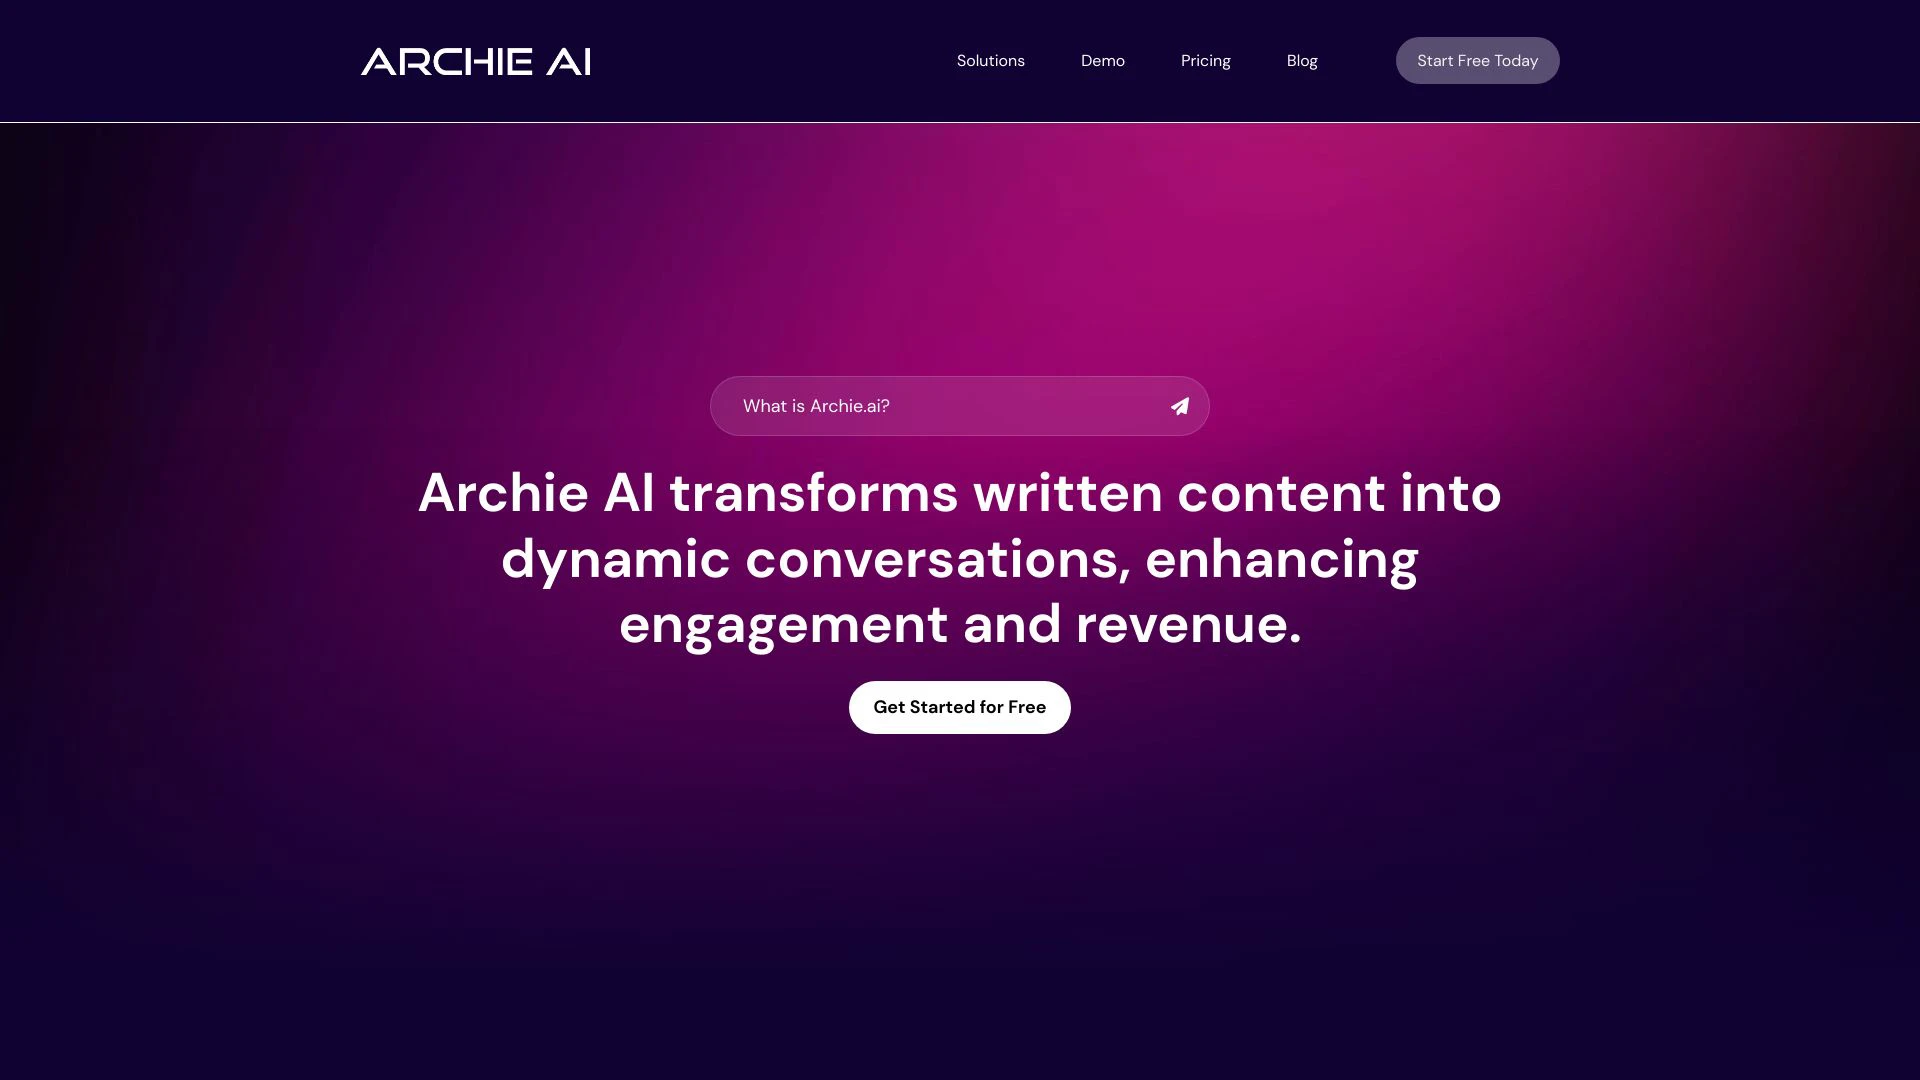 ARCHIE AI
Solutions Demo Pricing Blog Start Free Today
What is Archie.ai?
Archie AI transforms written content into
dynamic conversations, enhancing
engagement and revenue.
Get Started for Free